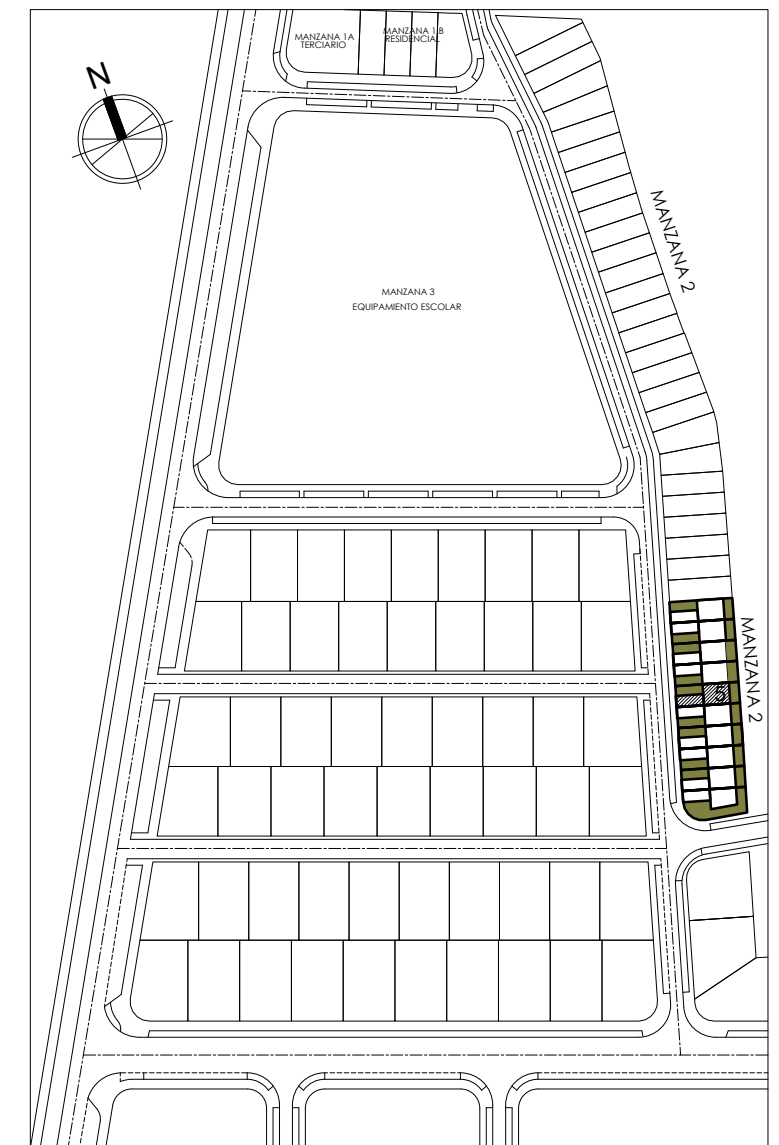 MANZANA 1A
TERCIARIO
MANZANA 1B
RESIDENCIAL
N
MANZANA 2
MANZANA 3
EQUIPAMIENTO ESCOLAR
MANZANA 2
5